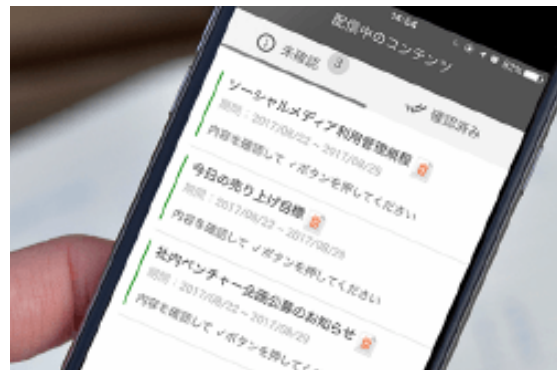 14:54
82%
配信中のコンテンツ
未確認 3
確認済み
ソーシャルメディア利用管理規程
期間：2017/08/22 ~ 2017/08/29
内容を確認して✓ボタンを押してください
今日の売り上げ目標
期間：2017/08/22 ~ 2017/08/29
内容を確認して✓ボタンを押してください
社内ベンチャー企画公募のお知らせ
期間：2017/08/22 ~ 2017/08/29
内容を確認して✓ボタンを押してくだ